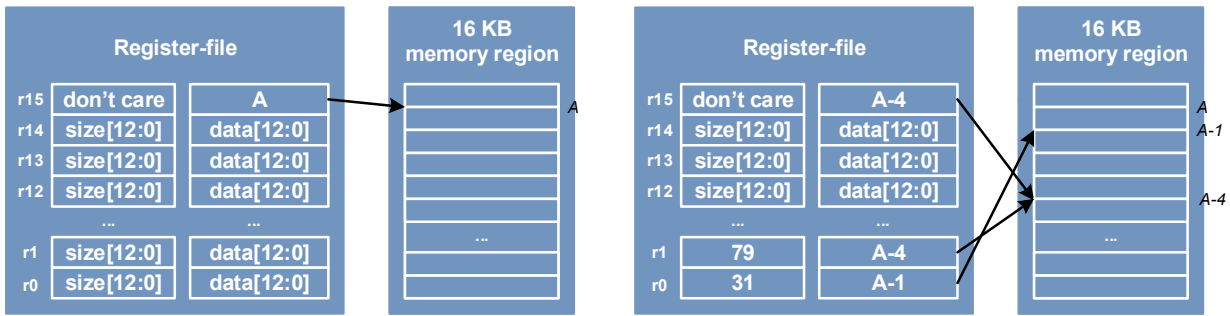 Register-file
16 KB
memory region
r15 don't care A
A
r14 size[12:0] data[12:0]
r13 size[12:0] data[12:0]
r12 size[12:0] data[12:0]
... ...
...
r1 size[12:0] data[12:0]
r0 size[12:0] data[12:0]
Register-file
16 KB
memory region
r15 don't care A-4
A
r14 size[12:0] data[12:0]
A-1
r13 size[12:0] data[12:0]
r12 size[12:0] data[12:0]
A-4
... ...
...
r1 79 A-4
r0 31 A-1